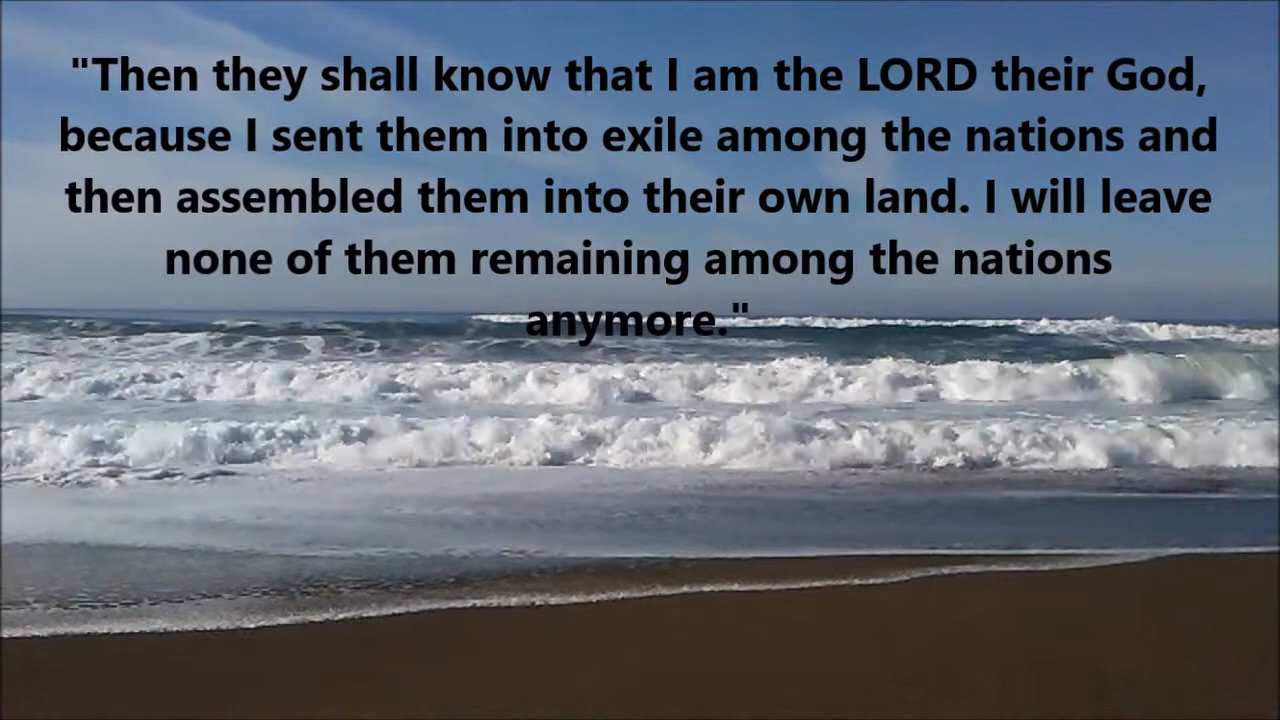 "Then they shall know that I am the LORD their God,
because I sent them into exile among the nations and
then assembled them into their own land. I will leave
none of them remaining among the nations
anymore."